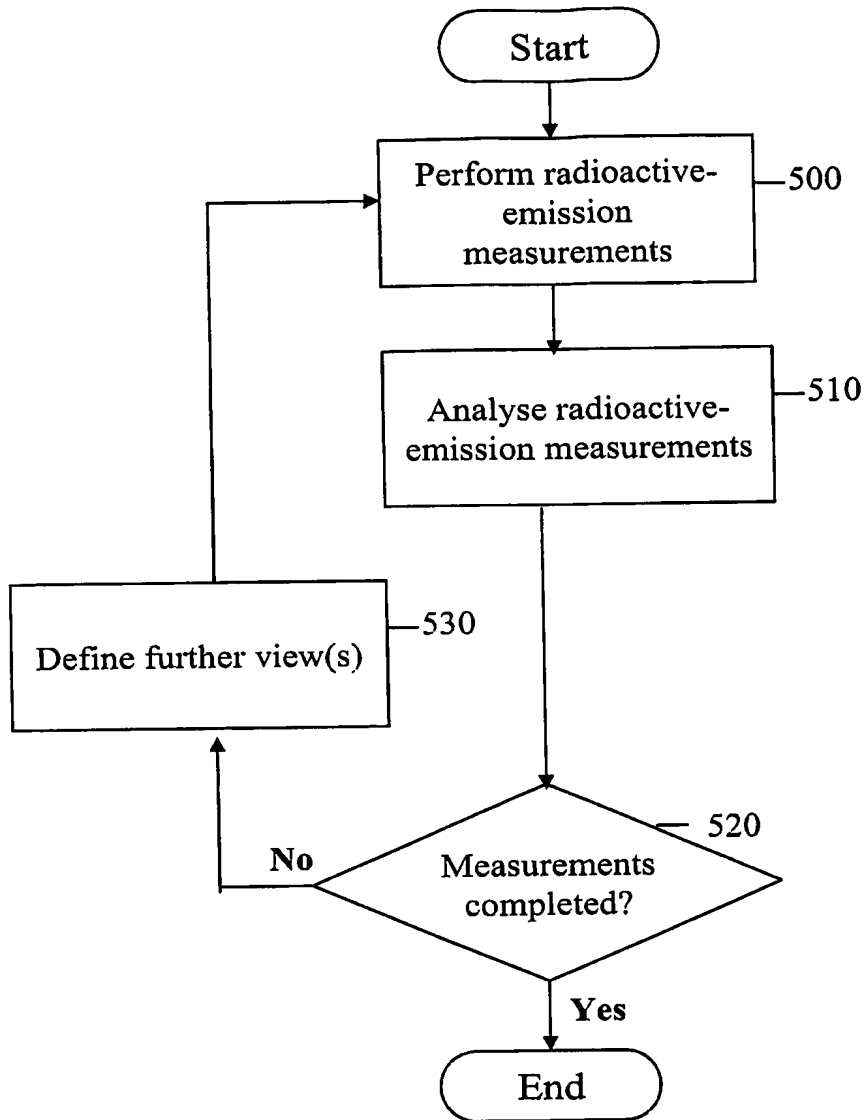 Start
Perform radioactive-
emission
measurements
500
Analyse radioactive-
emission measurements
510
Define further view(s)
530
520
No
Measurements
completed?
Yes
End